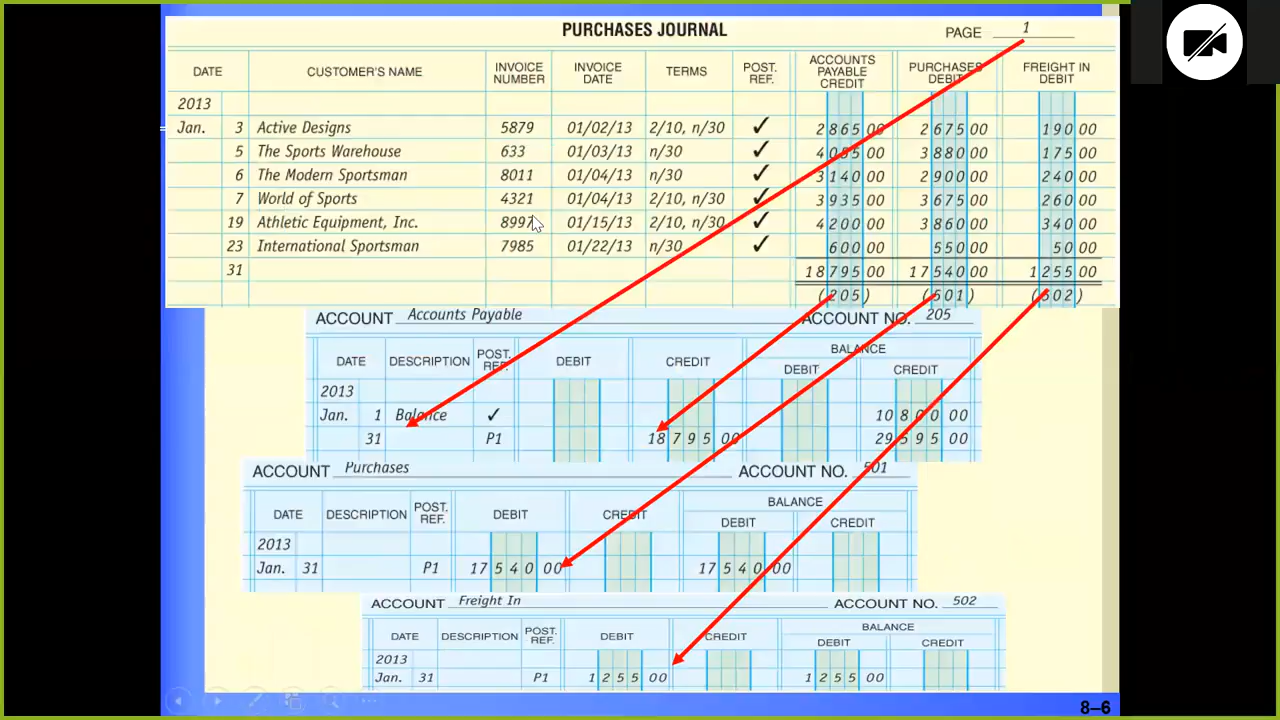 PURCHASES JOURNAL PAGE 1
DATE CUSTOMER'S NAME INVOICE NUMBER INVOICE DATE TERMS POST. REF. ACCOUNTS PAYABLE CREDIT PURCHASES DEBIT FREIGHT IN DEBIT
2013
Jan. 3 Active Designs 5879 01/02/13 2/10, n/30 ✓ 2 865 00 2 675 00 190 00
5 The Sports Warehouse 633 01/03/13 n/30 ✓ 4 055 00 3 880 00 175 00
6 The Modern Sportsman 8011 01/04/13 n/30 ✓ 3 140 00 2 900 00 240 00
7 World of Sports 4321 01/04/13 2/10, n/30 ✓ 3 935 00 3 675 00 260 00
19 Athletic Equipment, Inc. 8997 01/15/13 2/10, n/30 ✓ 4 200 00 3 860 00 340 00
23 International Sportsman 7985 01/22/13 n/30 ✓ 600 00 550 00 50 00
31 18 795 00 17 540 00 1 255 00
(205) (501) (502)
ACCOUNT Accounts Payable ACCOUNT NO. 205
DATE DESCRIPTION POST. REF. DEBIT CREDIT BALANCE DEBIT CREDIT
2013
Jan. 1 Balance ✓ 10 800 00
31 P1 18 795 00 29 595 00
ACCOUNT Purchases ACCOUNT NO. 501
DATE DESCRIPTION POST. REF. DEBIT CREDIT BALANCE DEBIT CREDIT
2013
Jan. 31 P1 17 540 00 17 540 00
ACCOUNT Freight In ACCOUNT NO. 502
DATE DESCRIPTION POST. REF. DEBIT CREDIT BALANCE DEBIT CREDIT
2013
Jan. 31 P1 1 255 00 1 255 00
8–6